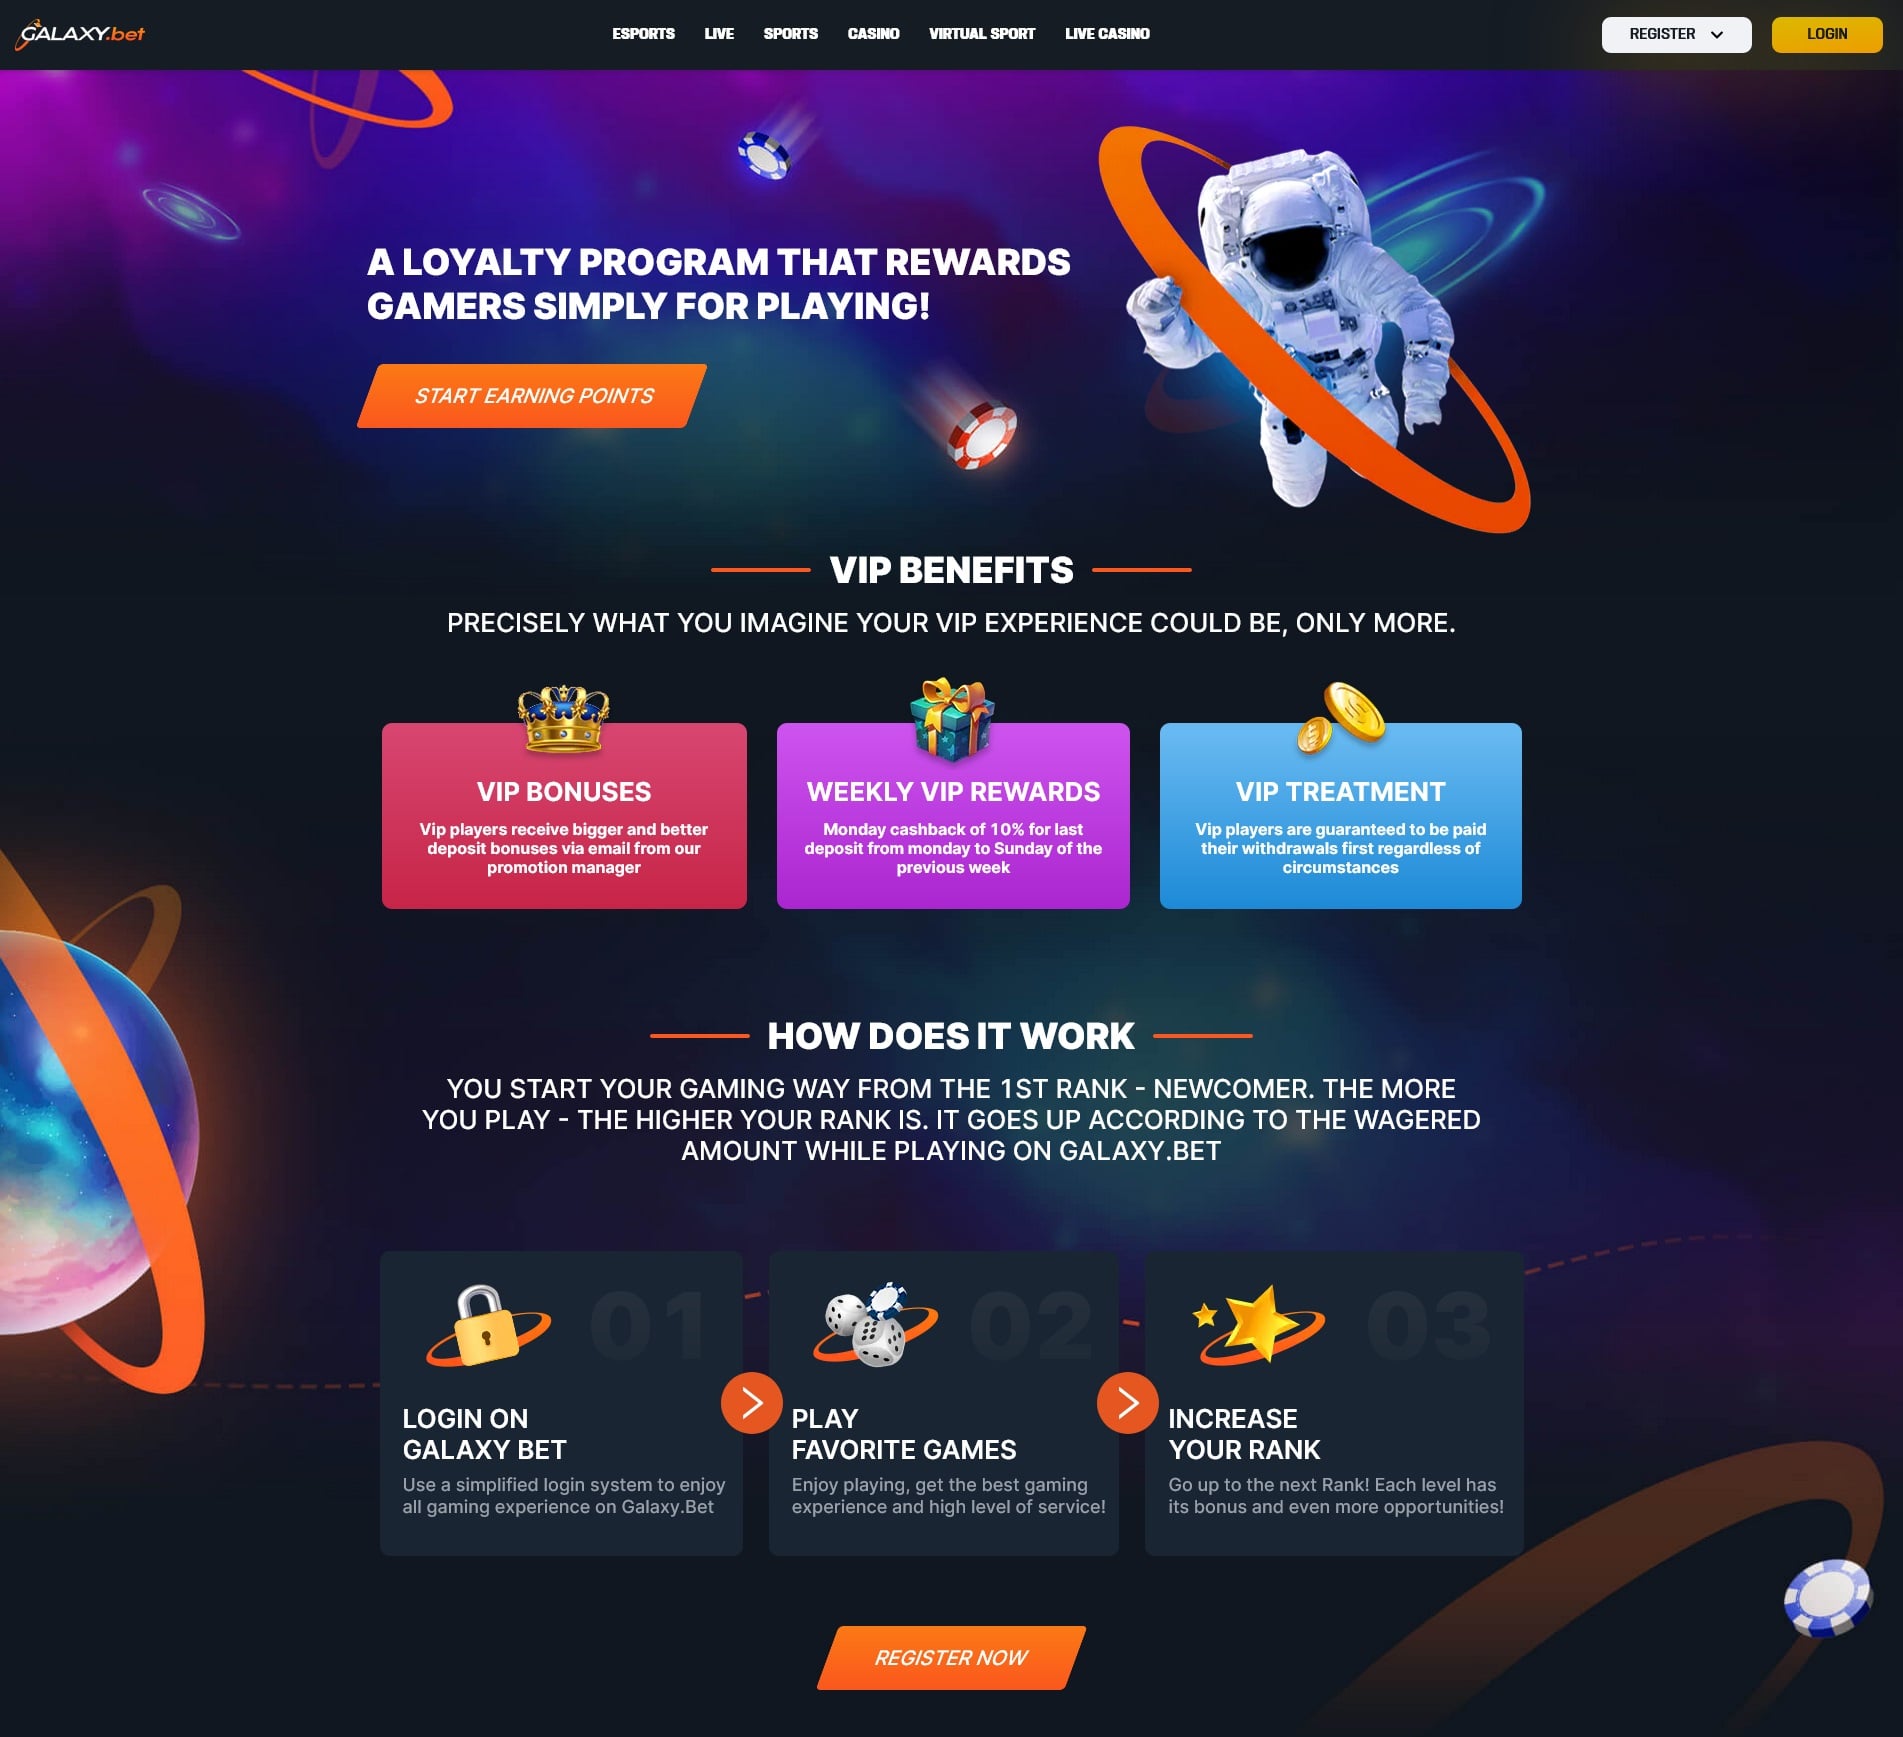 GALAXY.bet
ESPORTS LIVE SPORTS CASINO VIRTUAL SPORT LIVE CASINO
REGISTER LOGIN
A LOYALTY PROGRAM THAT REWARDS
GAMERS SIMPLY FOR PLAYING!
START EARNING POINTS
VIP BENEFITS
PRECISELY WHAT YOU IMAGINE YOUR VIP EXPERIENCE COULD BE, ONLY MORE.
VIP BONUSES
Vip players receive bigger and better
deposit bonuses via email from our
promotion manager
WEEKLY VIP REWARDS
Monday cashback of 10% for last
deposit from monday to Sunday of the
previous week
VIP TREATMENT
Vip players are guaranteed to be paid
their withdrawals first regardless of
circumstances
HOW DOES IT WORK
YOU START YOUR GAMING WAY FROM THE 1ST RANK - NEWCOMER. THE MORE
YOU PLAY - THE HIGHER YOUR RANK IS. IT GOES UP ACCORDING TO THE WAGERED
AMOUNT WHILE PLAYING ON GALAXY.BET
01
LOGIN ON
GALAXY BET
Use a simplified login system to enjoy
all gaming experience on Galaxy.Bet
02
PLAY
FAVORITE GAMES
Enjoy playing, get the best gaming
experience and high level of service!
03
INCREASE
YOUR RANK
Go up to the next Rank! Each level has
its bonus and even more opportunities!
REGISTER NOW